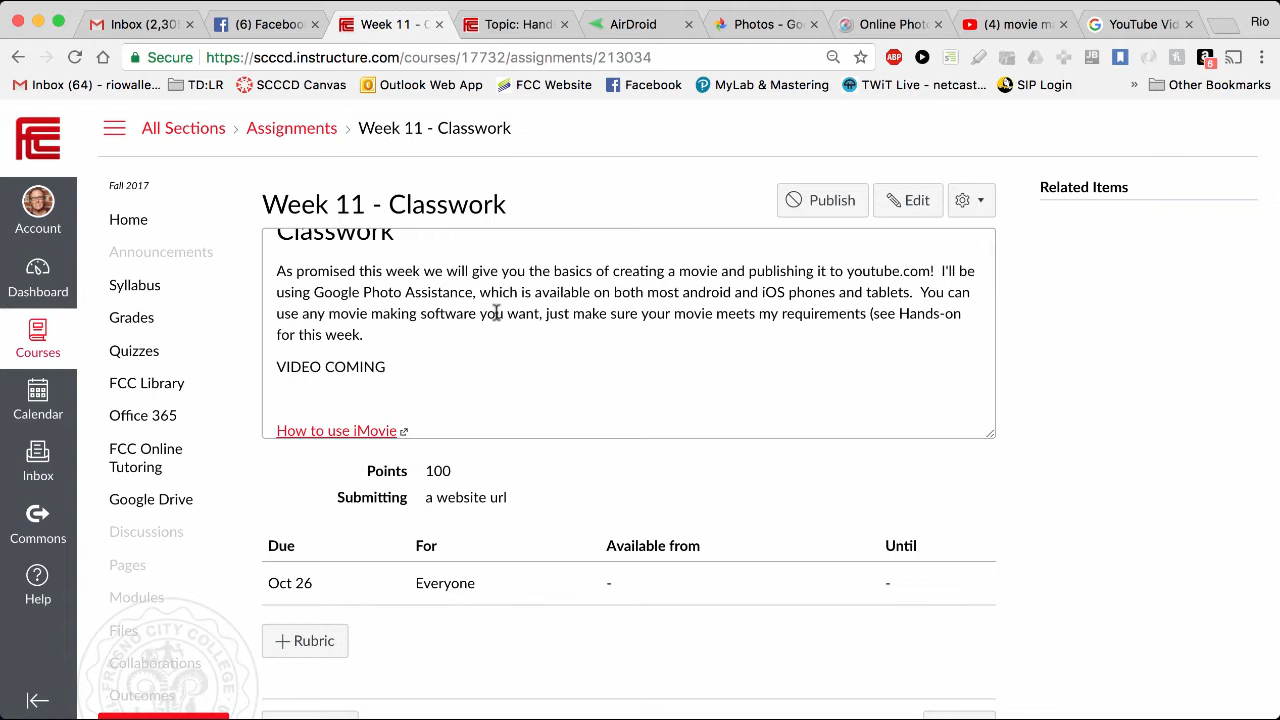 Inbox (2,30
(6) Facebook
Week 11 - C
Topic: Hand
AirDroid
Photos - Go
Online Phot
(4) movie m
YouTube Vid
Rio
Secure
https://scccd.instructure.com/courses/17732/assignments/213034
ABP
JB
8
Inbox (64) - riowalle...
TD:LR
SCCCD Canvas
Outlook Web App
FCC Website
Facebook
MyLab & Mastering
TWiT Live - netcast...
SIP Login
»
Other Bookmarks
All Sections › Assignments › Week 11 - Classwork
Account
Dashboard
Courses
Calendar
Inbox
Commons
Help
Fall 2017
Home
Announcements
Syllabus
Grades
Quizzes
FCC Library
Office 365
FCC Online
Tutoring
Google Drive
Discussions
Pages
Modules
Files
Collaborations
Outcomes
FRESNO CITY COLLEGE
Week 11 - Classwork
Publish
Edit
Related Items
Classwork
As promised this week we will give you the basics of creating a movie and publishing it to youtube.com! I'll be
using Google Photo Assistance, which is available on both most android and iOS phones and tablets. You can
use any movie making software you want, just make sure your movie meets my requirements (see Hands-on
for this week.
VIDEO COMING
How to use iMovie
Points 100
Submitting a website url
Due For Available from Until
Oct 26 Everyone - -
+ Rubric